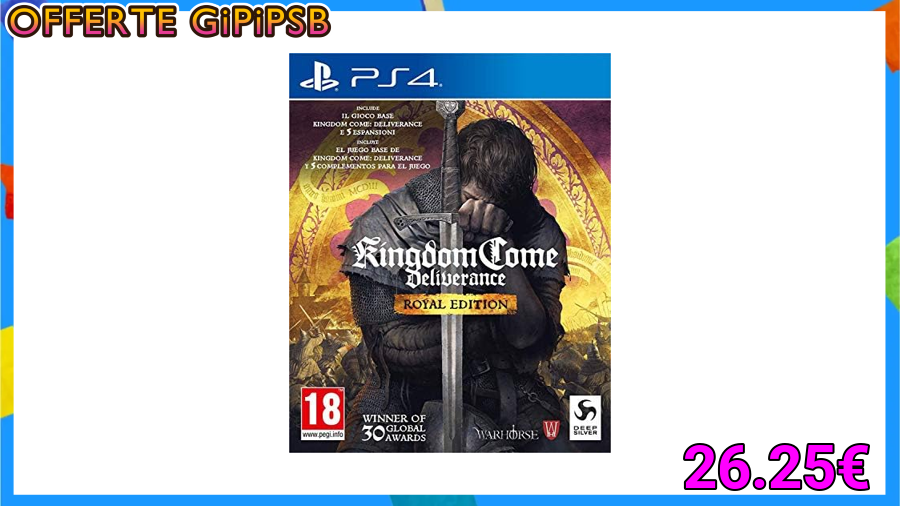 OFFERTE GiPiPSB
PS4
INCLUDE
IL GIOCO BASE
KINGDOM COME: DELIVERANCE
E 5 ESPANSIONI
INCLUYE
EL JUEGO BASE DE
KINGDOM COME: DELIVERANCE
Y 5 COMPLEMENTOS PARA EL JUEGO
Kingdom Come
Deliverance
ROYAL EDITION
18
www.pegi.info
WINNER OF
30 GLOBAL
AWARDS
WARHORSE
DEEP
SILVER
26.25€